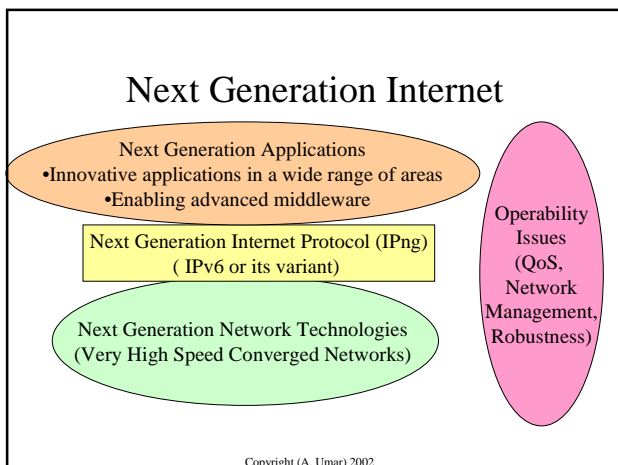 Next Generation Internet
Next Generation Applications
•Innovative applications in a wide range of areas
•Enabling advanced middleware
Next Generation Internet Protocol (IPng)
( IPv6 or its variant)
Next Generation Network Technologies
(Very High Speed Converged Networks)
Operability
Issues
(QoS,
Network
Management,
Robustness)
Copyright (A. Umar) 2002